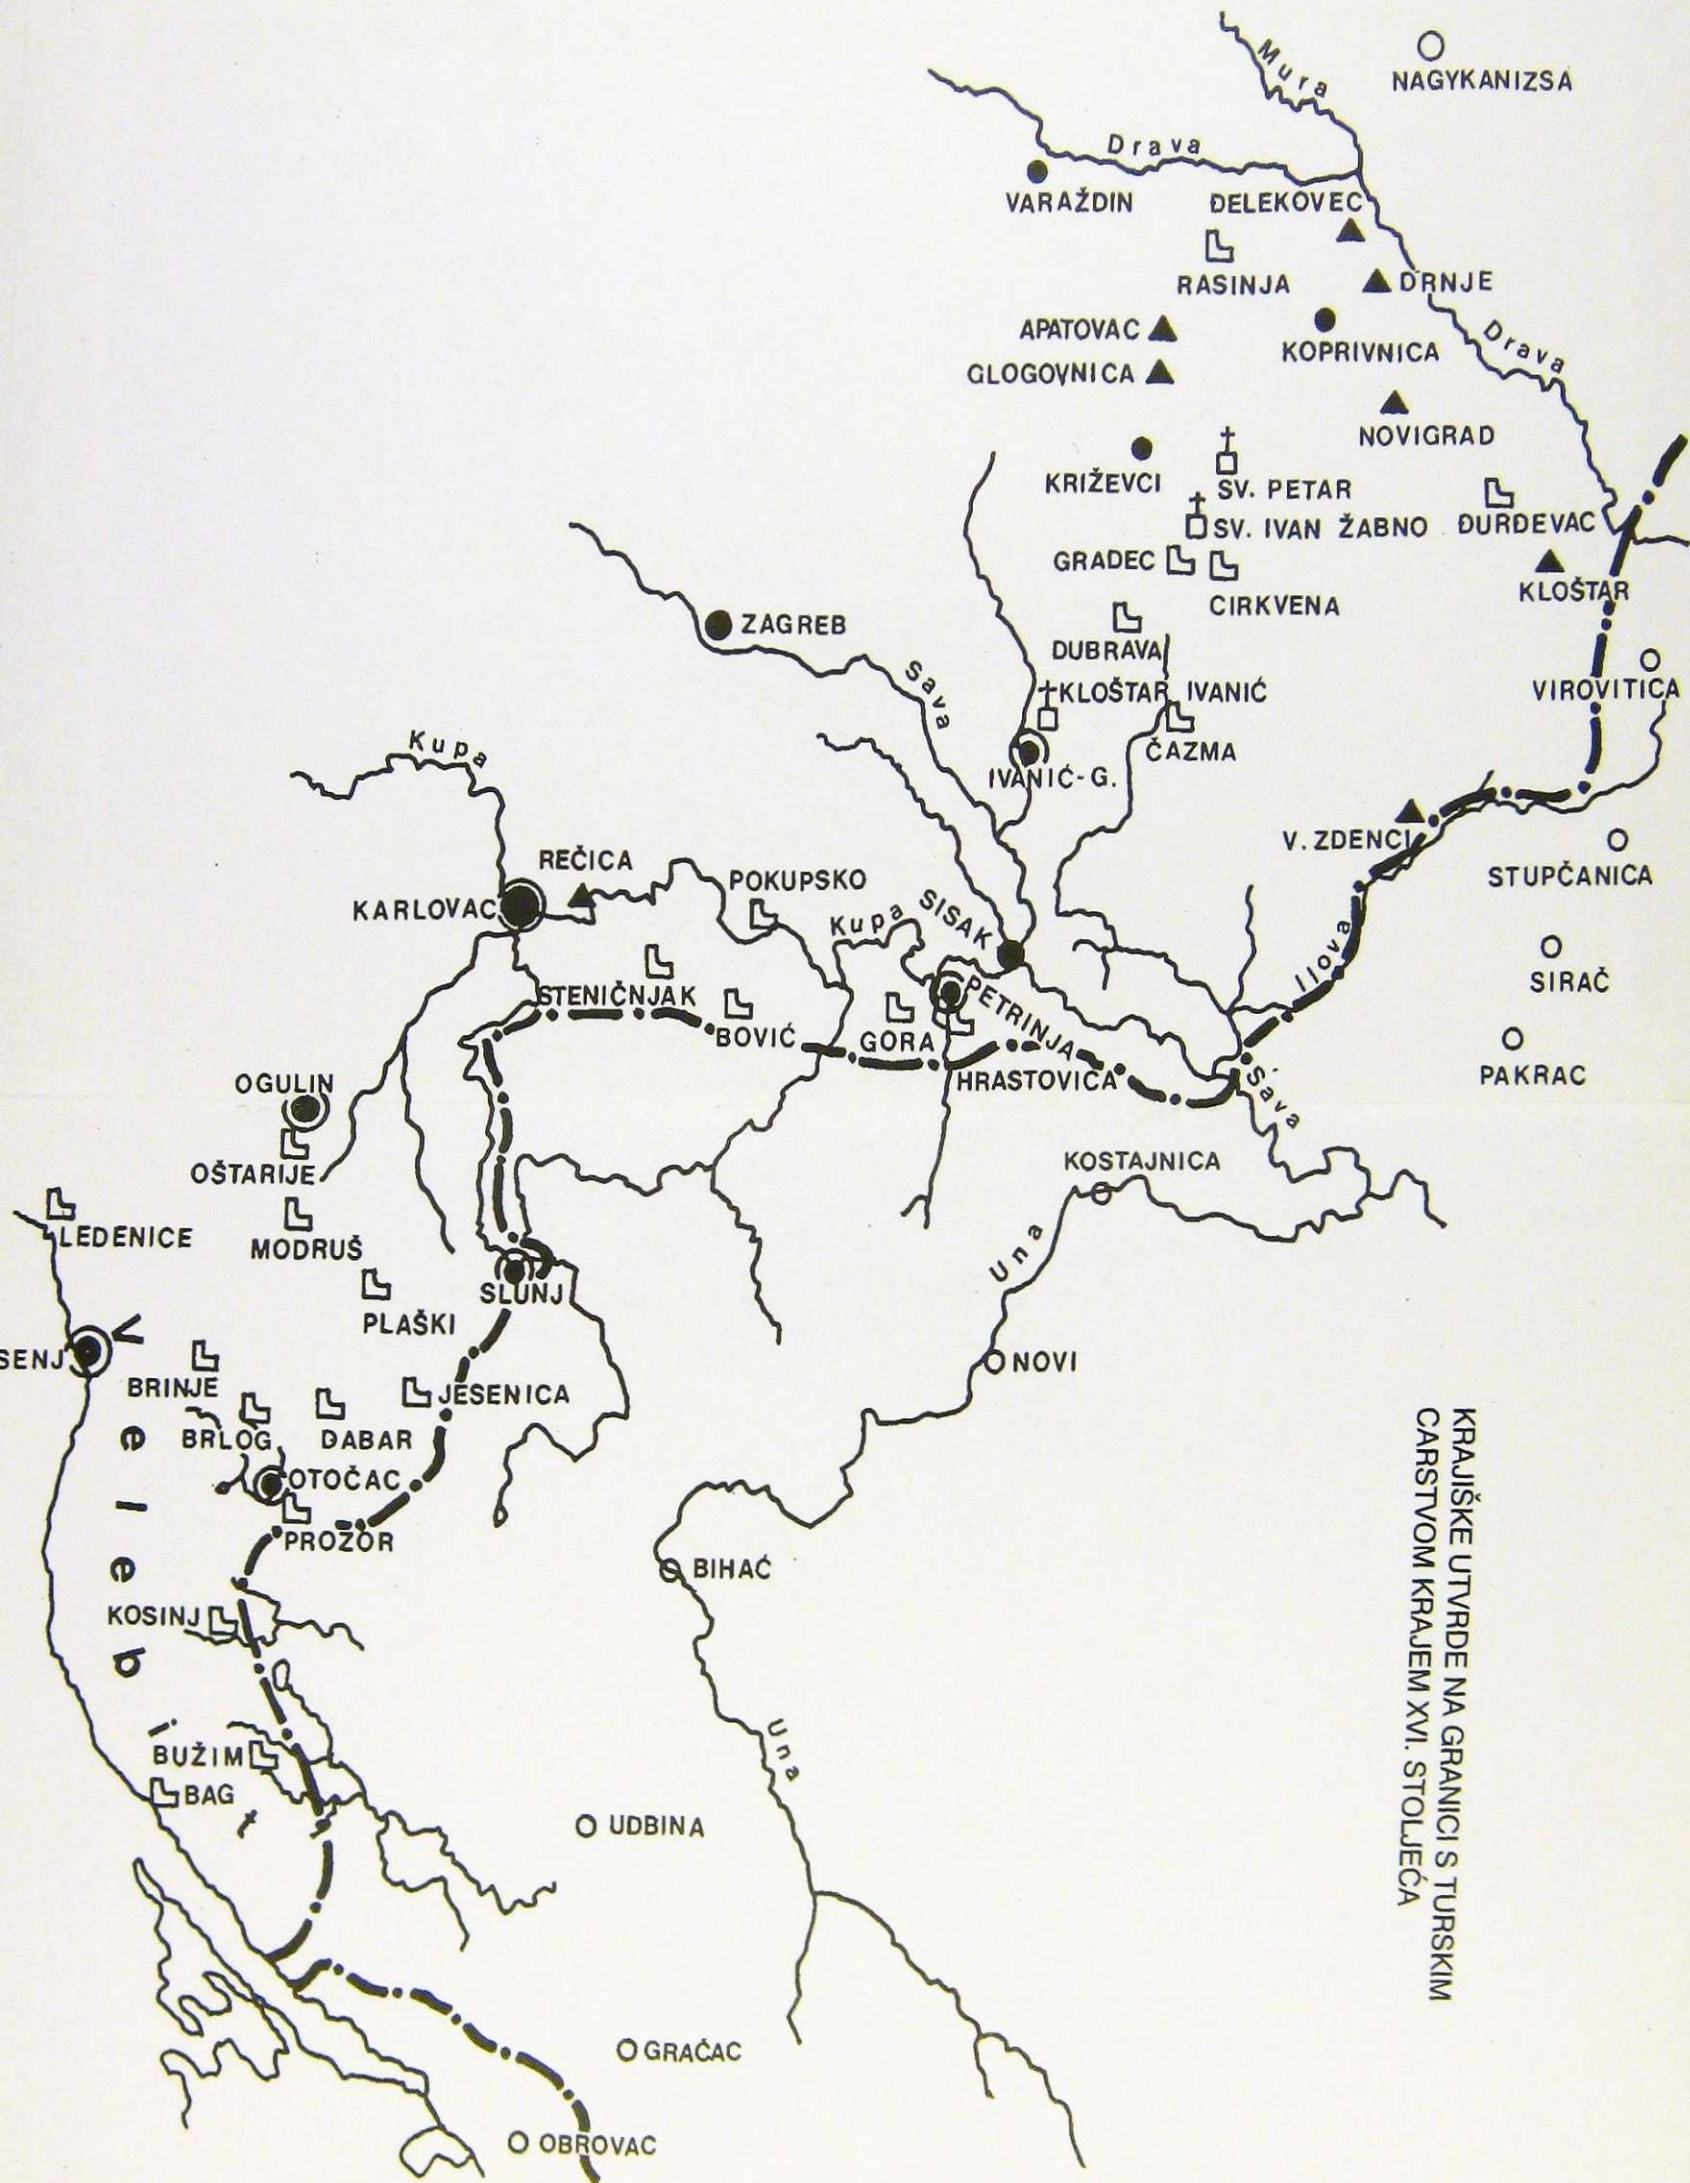 Mura
NAGYKANIZSA
Drava
VARAŽDIN
ĐELEKOVEC
RASINJA
DRNJE
APATOVAC
KOPRIVNICA
Drava
GLOGOVNICA
NOVIGRAD
KRIŽEVCI
SV. PETAR
SV. IVAN ŽABNO
ĐURĐEVAC
GRADEC
CIRKVENA
KLOŠTAR
ZAGREB
DUBRAVA
Sava
KLOŠTAR IVANIĆ
VIROVITICA
Kupa
ČAZMA
IVANIĆ-G.
V. ZDENCI
REČICA
STUPČANICA
POKUPSKO
KARLOVAC
Kupa
SISAK
Ilova
SIRAČ
STENIČNJAK
PETRINJA
BOVIĆ
GORA
PAKRAC
OGULIN
HRASTOVICA
Sava
OŠTARIJE
KOSTAJNICA
LEDENICE
MODRUŠ
Una
SLUNJ
PLAŠKI
SENJ
NOVI
BRINJE
JESENICA
BRLOG
DABAR
OTOČAC
PROZOR
Velebit
BIHAĆ
KOSINJ
Una
BUŽIM
BAG
UDBINA
GRAČAC
OBROVAC
KRAJIŠKE UTVRDE NA GRANICI S TURSKIM
CARSTVOM KRAJEM XVI. STOLJEĆA